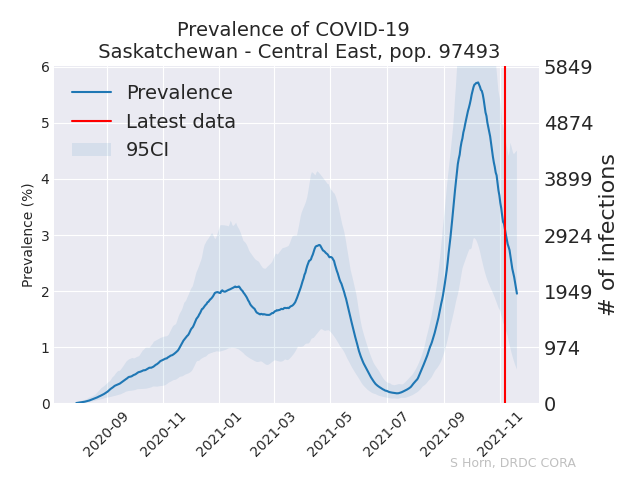 Prevalence of COVID-19
Saskatchewan - Central East, pop. 97493
Prevalence
Latest data
95CI
Prevalence (%)
6
5
4
3
2
1
0
5849
4874
3899
2924
1949
974
0
# of infections
2020-09
2020-11
2021-01
2021-03
2021-05
2021-07
2021-09
2021-11
S Horn, DRDC CORA